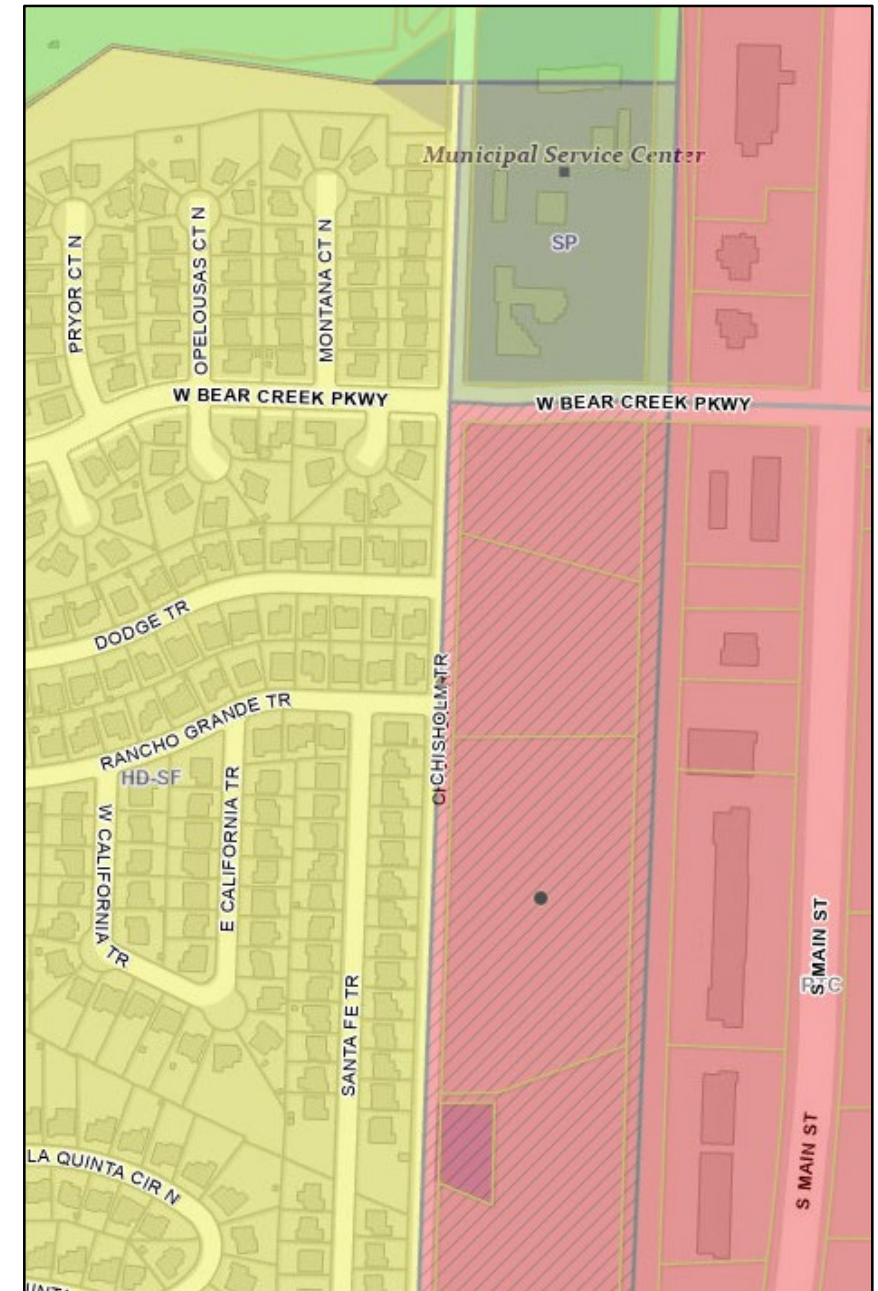 Municipal Service Center
SP
PRYOR CT N
OPELOUSAS CT N
MONTANA CT N
W BEAR CREEK PKWY
W BEAR CREEK PKWY
DODGE TR
CHISHOLM TR
RANCHO GRANDE TR
HD-SF
W CALIFORNIA TR
E CALIFORNIA TR
SANTA FE TR
S MAIN ST
S MAIN ST
LA QUINTA CIR N